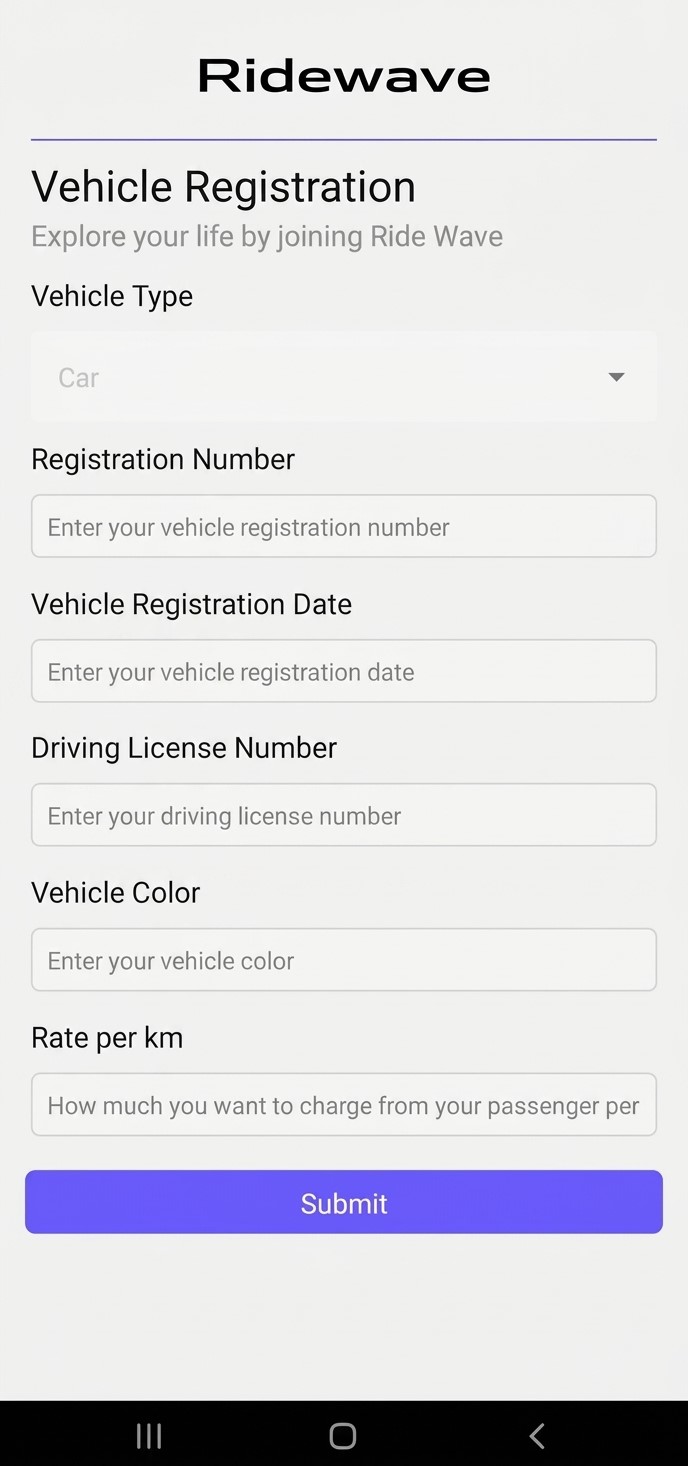 Ridewave
Vehicle Registration
Explore your life by joining Ride Wave
Vehicle Type
Car
Registration Number
Enter your vehicle registration number
Vehicle Registration Date
Enter your vehicle registration date
Driving License Number
Enter your driving license number
Vehicle Color
Enter your vehicle color
Rate per km
How much you want to charge from your passenger per
Submit